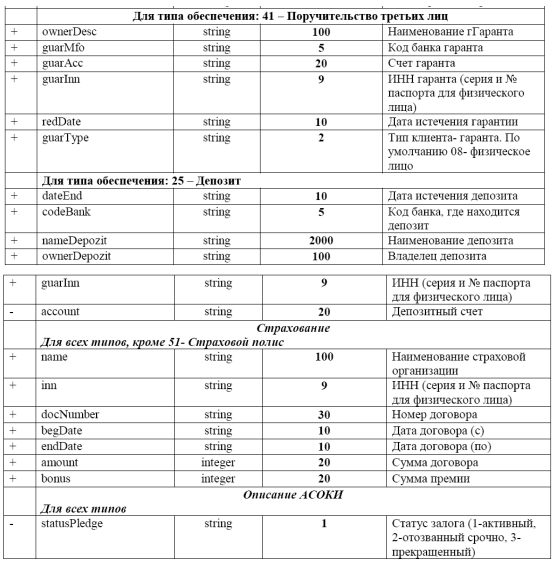 Для типа обеспечения: 41 – Поручительство третьих лиц
+ ownerDesc string 100 Наименование гГаранта
+ guarMfo string 5 Код банка гаранта
+ guarAcc string 20 Счет гаранта
+ guarInn string 9 ИНН гаранта (серия и №
паспорта для физического
лица)
+ redDate string 10 Дата истечения гарантии
+ guarType string 2 Тип клиента- гаранта. По
умолчанию 08- физическое
лицо
Для типа обеспечения: 25 – Депозит
+ dateEnd string 10 Дата истечения депозита
+ codeBank string 5 Код банка, где находится
депозит
+ nameDepozit string 2000 Наименование депозита
+ ownerDepozit string 100 Владелец депозита
+ guarInn string 9 ИНН (серия и № паспорта
для физического лица)
- account string 20 Депозитный счет
Страхование
Для всех типов, кроме 51- Страховой полис
+ name string 100 Наименование страховой
организации
+ inn string 9 ИНН (серия и № паспорта
для физического лица)
+ docNumber string 30 Номер договора
+ begDate string 10 Дата договора (с)
+ endDate string 10 Дата договора (по)
+ amount integer 20 Сумма договора
+ bonus integer 20 Сумма премии
Описание АСОКИ
Для всех типов
- statusPledge string 1 Статус залога (1-активный,
2-отозванный срочно, 3-
прекращенный)